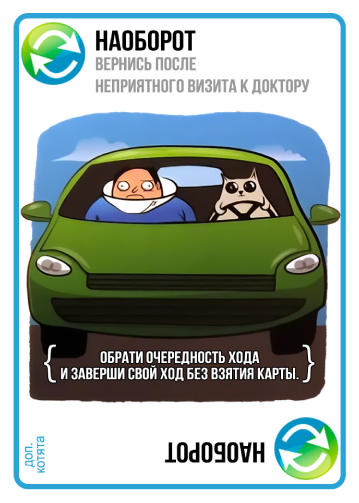 НАОБОРОТ
ВЕРНИСЬ ПОСЛЕ
НЕПРИЯТНОГО ВИЗИТА К ДОКТОРУ
{ ОБРАТИ ОЧЕРЕДНОСТЬ ХОДА
И ЗАВЕРШИ СВОЙ ХОД БЕЗ ВЗЯТИЯ КАРТЫ. }
доп.
котята
НАОБОРОТ